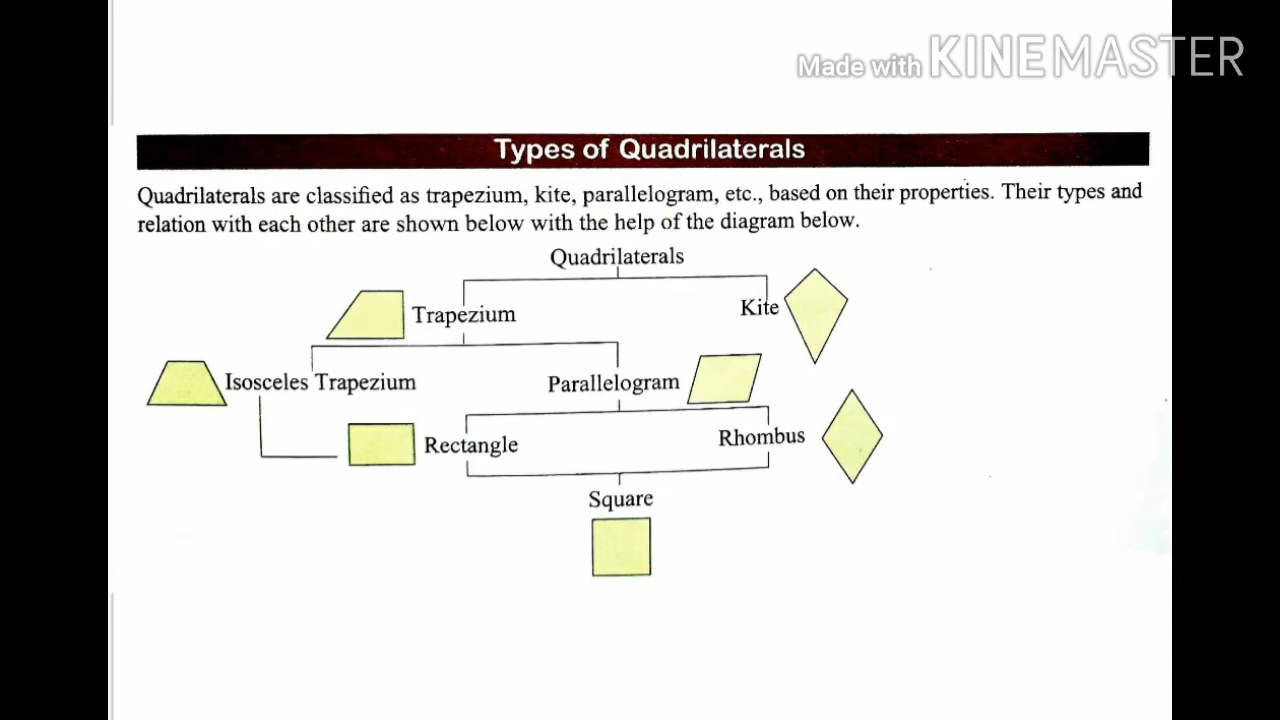 Made with KINEMASTER
Types of Quadrilaterals
Quadrilaterals are classified as trapezium, kite, parallelogram, etc., based on their properties. Their types and
relation with each other are shown below with the help of the diagram below.
Quadrilaterals
Trapezium
Kite
Isosceles Trapezium
Parallelogram
Rectangle
Rhombus
Square